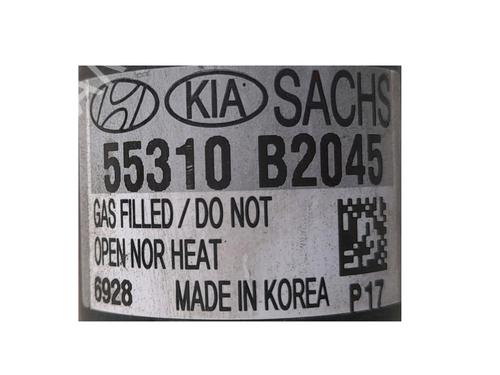 KIA SACHS
55310 B2045
GAS FILLED / DO NOT
OPEN NOR HEAT
6928 MADE IN KOREA P17